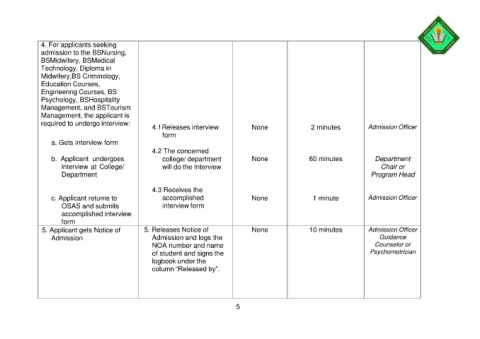 4. For applicants seeking
admission to the BSNursing,
BSMidwifery, BSMedical
Technology, Diploma in
Midwifery,BS Criminology,
Education Courses,
Engineering Courses, BS
Psychology, BSHospitality
Management, and BSTourism
Management, the applicant is
required to undergo interview:
a. Gets interview form
b. Applicant undergoes
interview at College/
Department
c. Applicant returns to
OSAS and submits
accomplished interview
form
4.1 Releases interview
form
4.2 The concerned
college/ department
will do the Interview
4.3 Receives the
accomplished
interview form
None
None
None
2 minutes
60 minutes
1 minute
Admission Officer
Department
Chair or
Program Head
Admission Officer
5. Applicant gets Notice of
Admission
5. Releases Notice of
Admission and logs the
NOA number and name
of student and signs the
logbook under the
column “Released by”.
None
10 minutes
Admission Officer
Guidance
Counselor or
Psychometrician
5